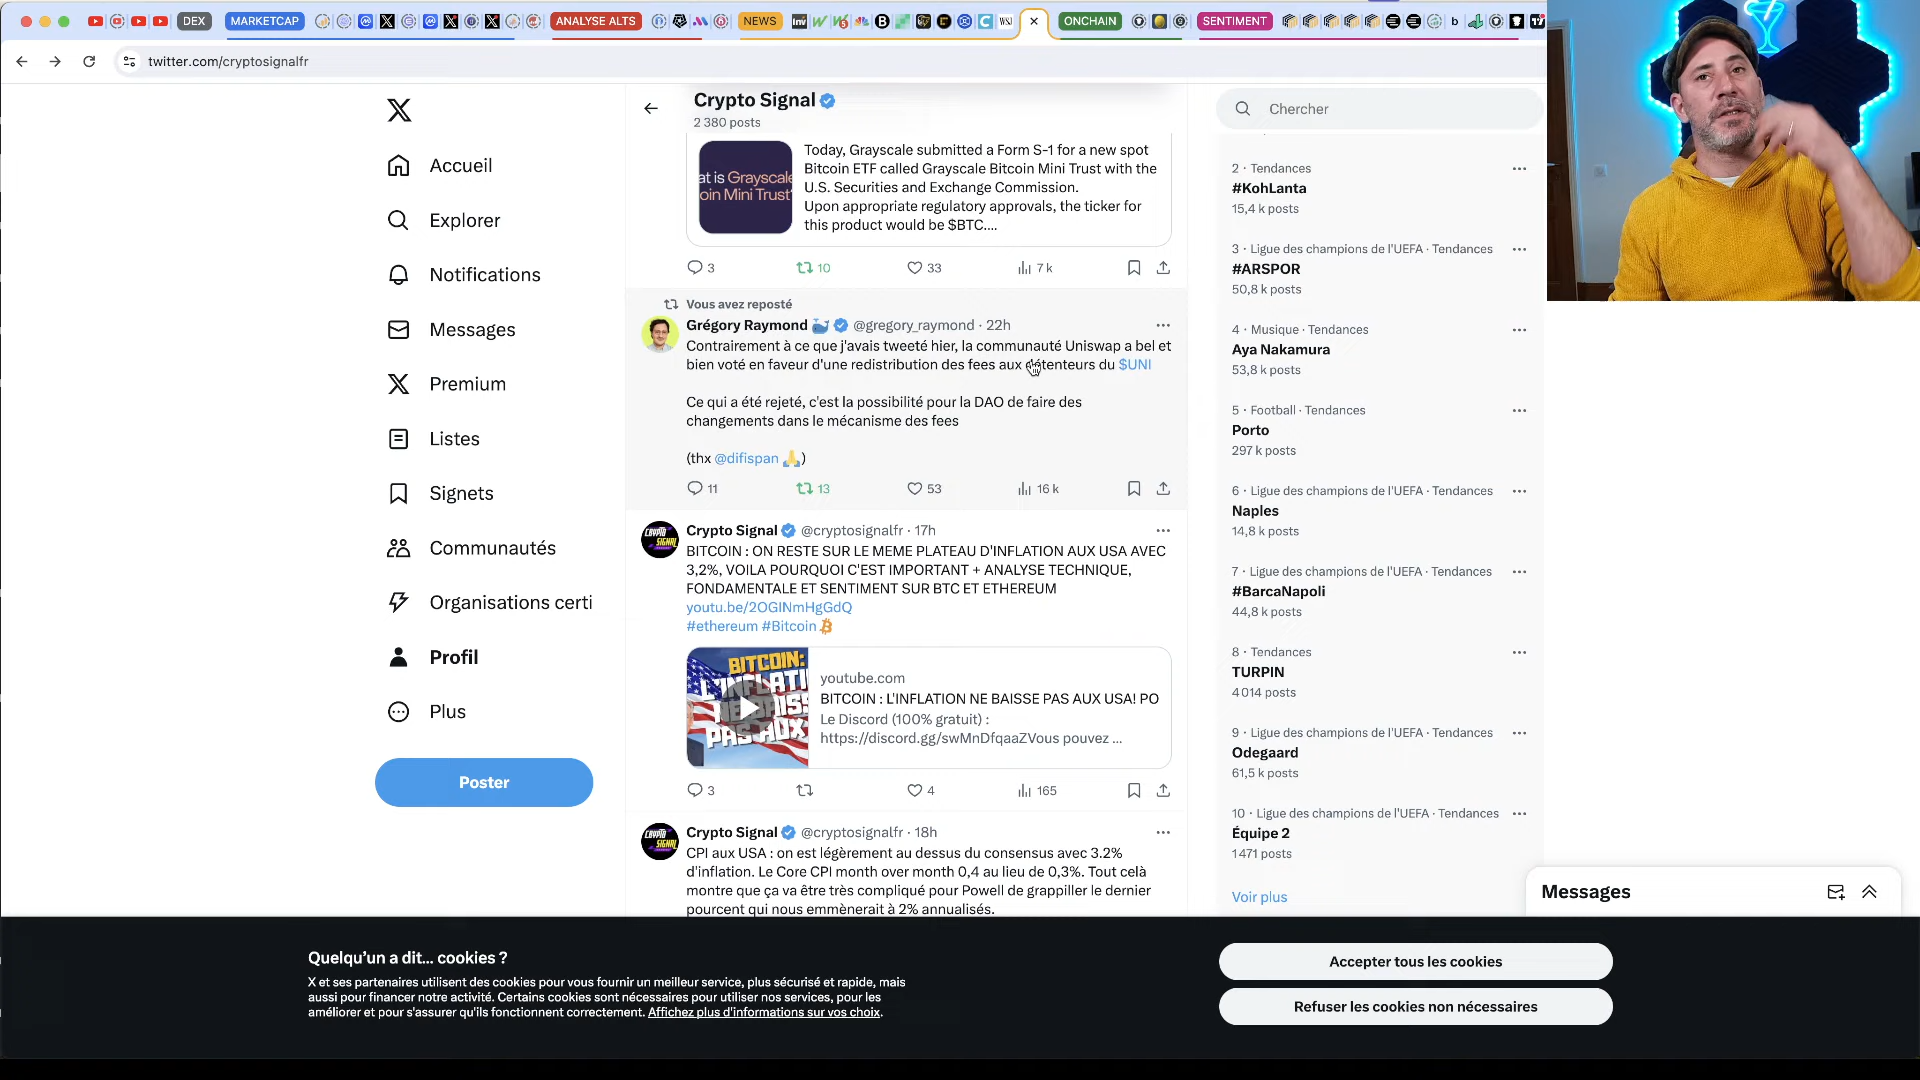 DEX
MARKETCAP
ANALYSE ALTS
NEWS
ONCHAIN
SENTIMENT
twitter.com/cryptosignalfr
Accueil
Explorer
Notifications
Messages
Premium
Listes
Signets
Communautés
Organisations certi
Profil
Plus
Poster
Crypto Signal
2 380 posts
at is Grayscale
oin Mini Trust
Today, Grayscale submitted a Form S-1 for a new spot
Bitcoin ETF called Grayscale Bitcoin Mini Trust with the
U.S. Securities and Exchange Commission.
Upon appropriate regulatory approvals, the ticker for
this product would be $BTC....
3 10 33 7 k
Vous avez reposté
Grégory Raymond 🐳 @gregory_raymond · 22h
Contrairement à ce que j'avais tweeté hier, la communauté Uniswap a bel et
bien voté en faveur d'une redistribution des fees aux détenteurs du $UNI
Ce qui a été rejeté, c'est la possibilité pour la DAO de faire des
changements dans le mécanisme des fees
(thx @difispan 🙏)
11 13 53 16 k
Crypto Signal @cryptosignalfr · 17h
BITCOIN : ON RESTE SUR LE MEME PLATEAU D'INFLATION AUX USA AVEC
3,2%, VOILA POURQUOI C'EST IMPORTANT + ANALYSE TECHNIQUE,
FONDAMENTALE ET SENTIMENT SUR BTC ET ETHEREUM
youtu.be/2OGINmHgGdQ
#ethereum #Bitcoin
BITCOIN:
L'INFLATI
NE BAISS
PAS AUX
youtube.com
BITCOIN : L'INFLATION NE BAISSE PAS AUX USA! PO
Le Discord (100% gratuit) :
https://discord.gg/swMnDfqaaZVous pouvez ...
3 4 165
Crypto Signal @cryptosignalfr · 18h
CPI aux USA : on est légèrement au dessus du consensus avec 3.2%
d'inflation. Le Core CPI month over month 0,4 au lieu de 0,3%. Tout celà
montre que ça va être très compliqué pour Powell de grappiller le dernier
pourcent qui nous emmènerait à 2% annualisés.
Chercher
2 · Tendances
#KohLanta
15,4 k posts
3 · Ligue des champions de l'UEFA · Tendances
#ARSPOR
50,8 k posts
4 · Musique · Tendances
Aya Nakamura
53,8 k posts
5 · Football · Tendances
Porto
297 k posts
6 · Ligue des champions de l'UEFA · Tendances
Naples
14,8 k posts
7 · Ligue des champions de l'UEFA · Tendances
#BarcaNapoli
44,8 k posts
8 · Tendances
TURPIN
4 014 posts
9 · Ligue des champions de l'UEFA · Tendances
Odegaard
61,5 k posts
10 · Ligue des champions de l'UEFA · Tendances
Équipe 2
1 471 posts
Voir plus
Messages
Quelqu'un a dit... cookies ?
X et ses partenaires utilisent des cookies pour vous fournir un meilleur service, plus sécurisé et rapide, mais
aussi pour financer notre activité. Certains cookies sont nécessaires pour utiliser nos services, pour les
améliorer et pour s'assurer qu'ils fonctionnent correctement. Affichez plus d'informations sur vos choix.
Accepter tous les cookies
Refuser les cookies non nécessaires